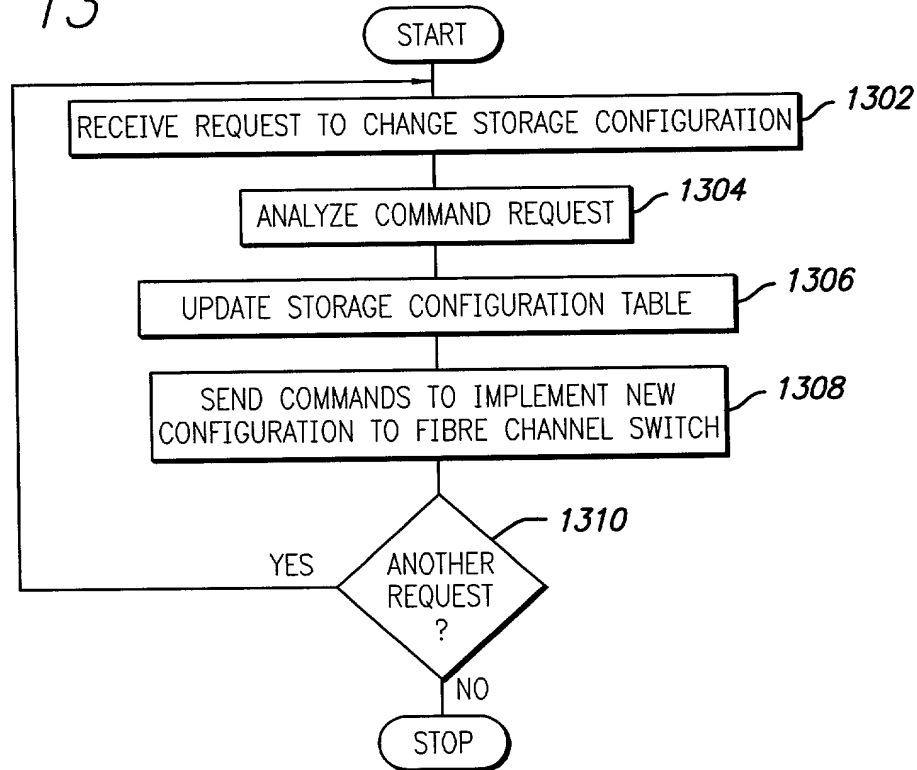 13
START
RECEIVE REQUEST TO CHANGE STORAGE CONFIGURATION
1302
ANALYZE COMMAND REQUEST
1304
UPDATE STORAGE CONFIGURATION TABLE
1306
SEND COMMANDS TO IMPLEMENT NEW
CONFIGURATION TO FIBRE CHANNEL SWITCH
1308
1310
YES
ANOTHER
REQUEST
?
NO
STOP